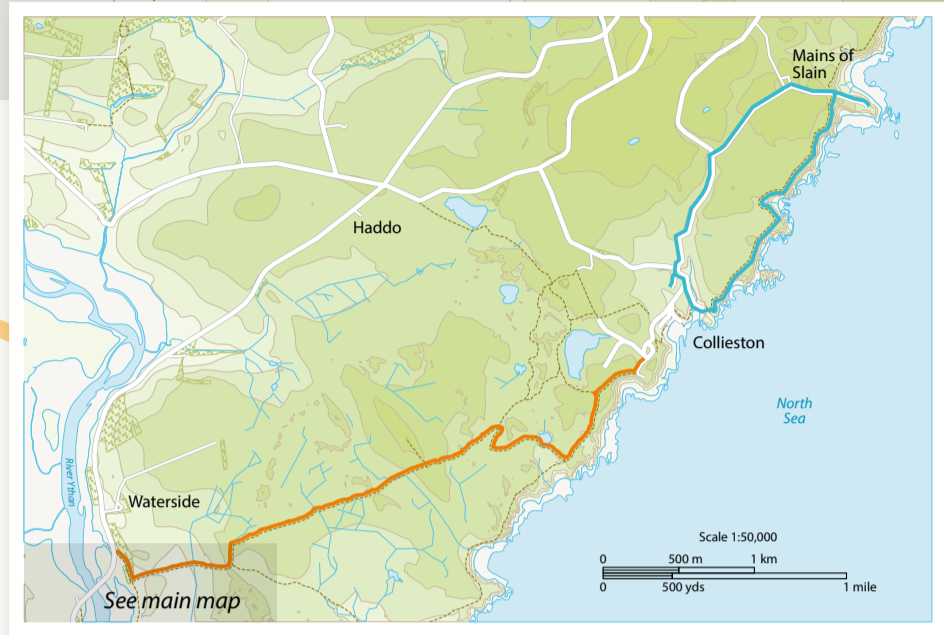 Mains of
Slain
Haddo
Collieston
North
Sea
River Ythan
Waterside
Scale 1:50,000
0 500 m 1 km
0 500 yds 1 mile
See main map